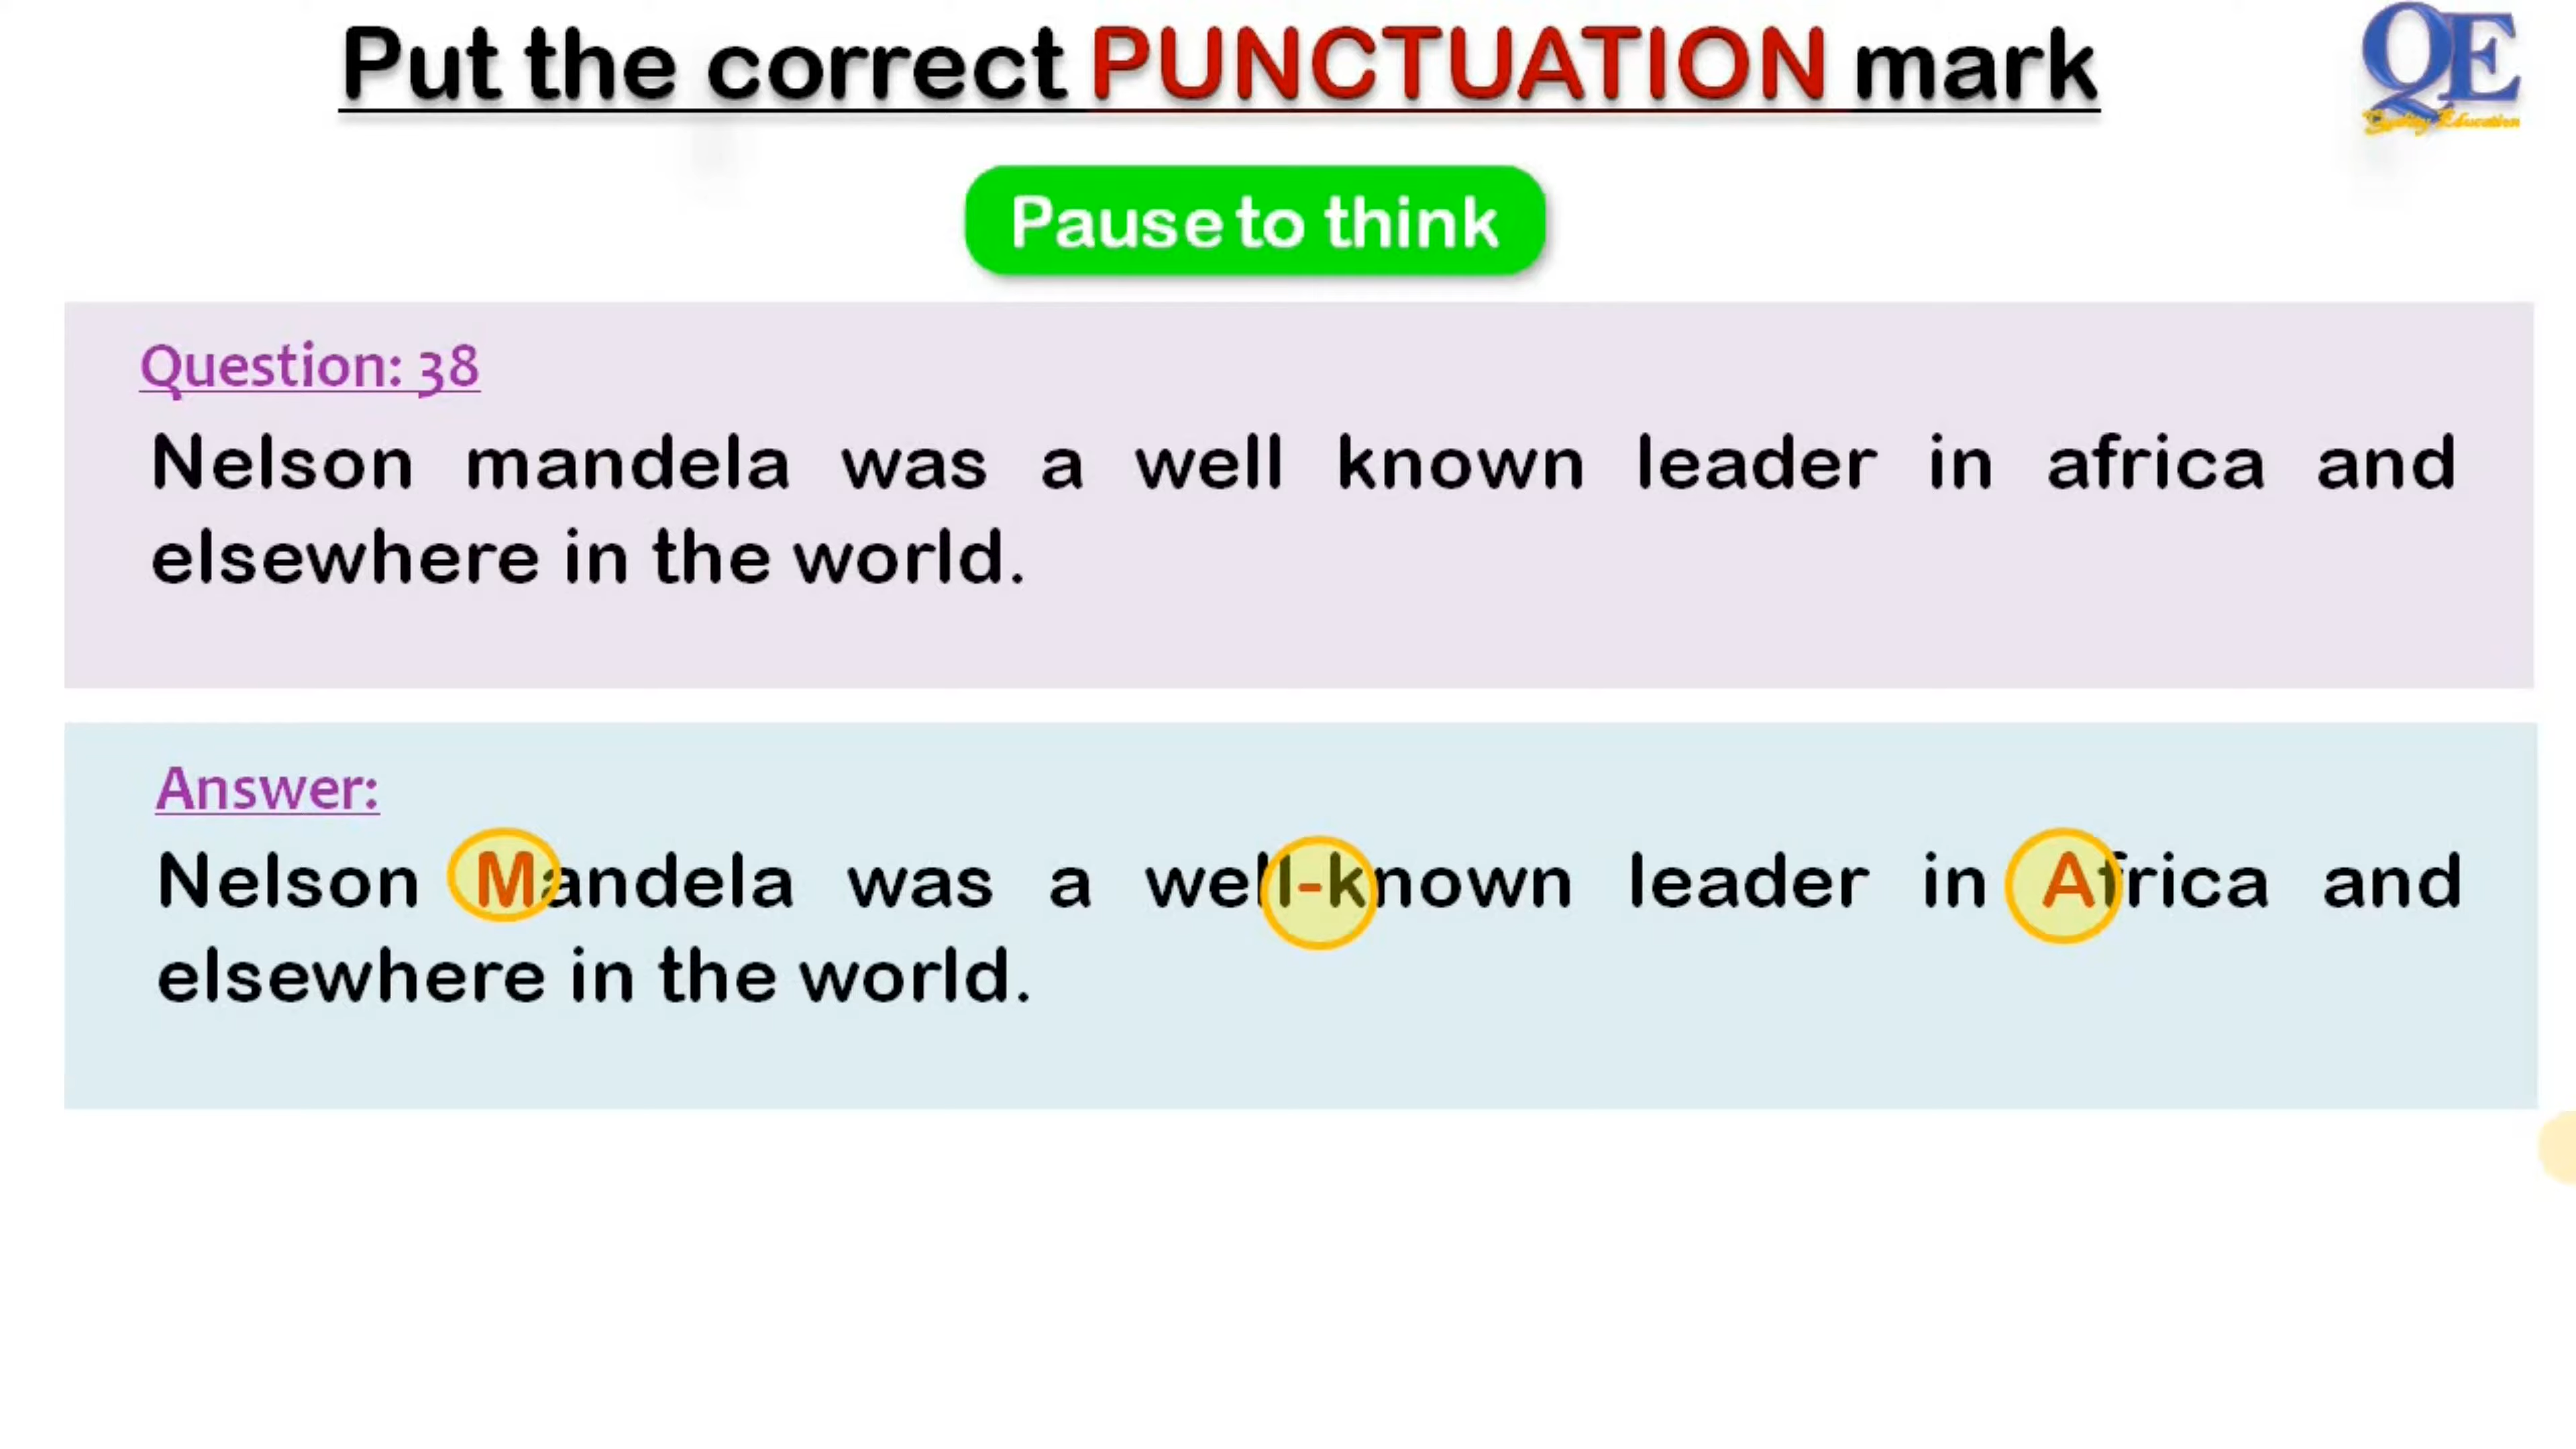 Put the correct PUNCTUATION mark
QE
Quality Education
Pause to think
Question: 38
Nelson mandela was a well known leader in africa and
elsewhere in the world.
Answer:
Nelson Mandela was a well-known leader in Africa and
elsewhere in the world.